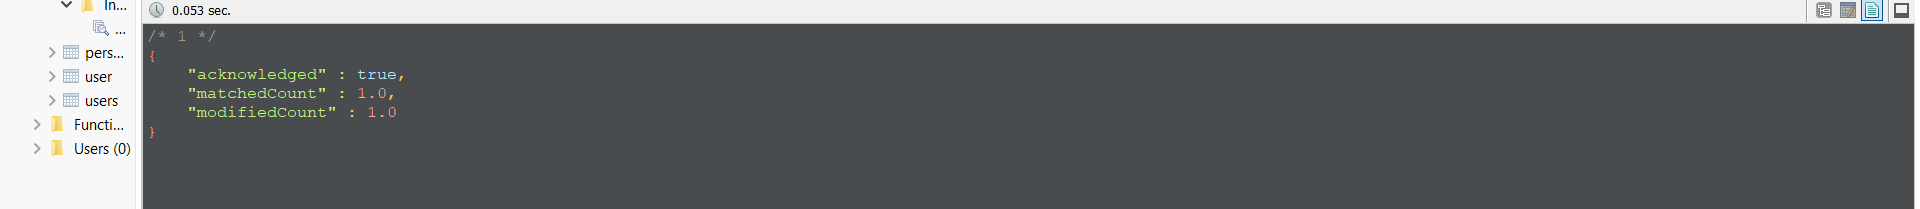 In...
0.053 sec.
...
pers...
user
users
Functi...
Users (0)
/* 1 */
{
    "acknowledged" : true,
    "matchedCount" : 1.0,
    "modifiedCount" : 1.0
}